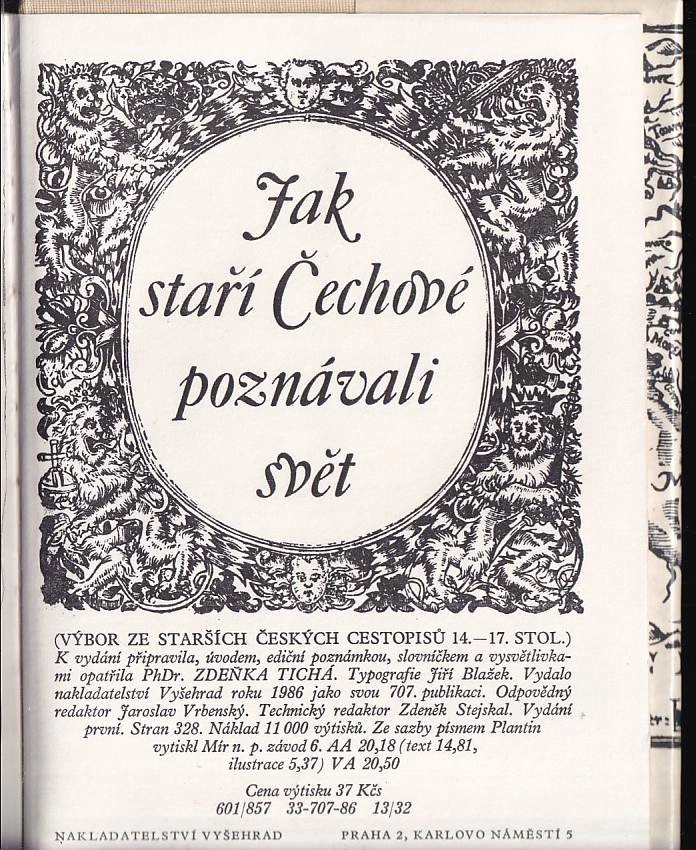 Jak
staří Čechové
poznávali
svět
(VÝBOR ZE STARŠÍCH ČESKÝCH CESTOPISŮ 14.—17. STOL.)
K vydání připravila, úvodem, ediční poznámkou, slovníčkem a vysvětlivka-
mi opatřila PhDr. ZDEŇKA TICHÁ. Typografie Jiří Blažek. Vydalo
nakladatelství Vyšehrad roku 1986 jako svou 707. publikaci. Odpovědný
redaktor Jaroslav Vrbenský. Technický redaktor Zdeněk Stejskal. Vydání
první. Stran 328. Náklad 11 000 výtisků. Ze sazby písmem Plantin
vytiskl Mír n. p. závod 6. AA 20,18 (text 14,81,
ilustrace 5,37) VA 20,50
Cena výtisku 37 Kčs
601/857 33-707-86 13/32
NAKLADATELSTVÍ VYŠEHRAD PRAHA 2, KARLOVO NÁMĚSTÍ 5